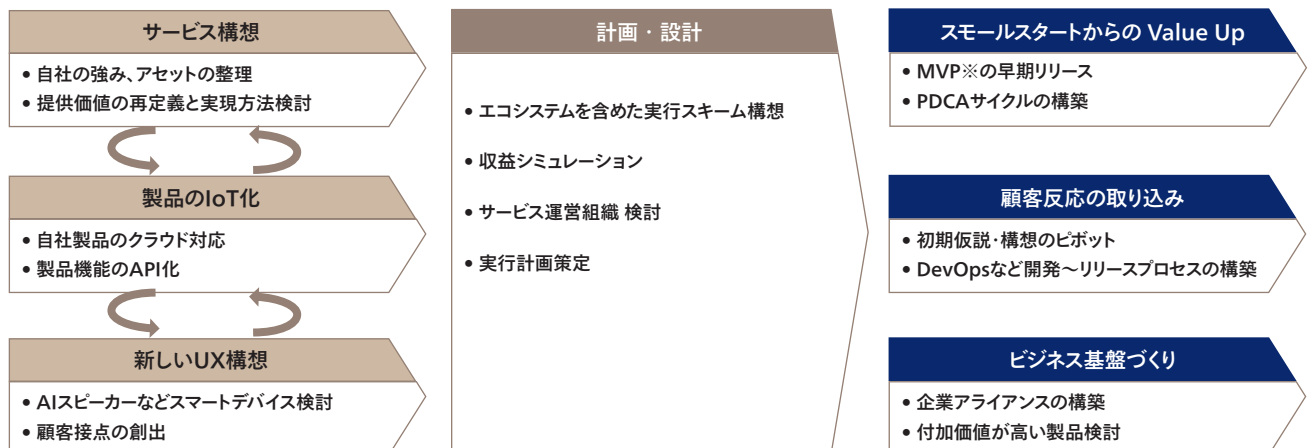 サービス構想
• 自社の強み、アセットの整理
• 提供価値の再定義と実現方法検討
製品のIoT化
• 自社製品のクラウド対応
• 製品機能のAPI化
新しいUX構想
• AIスピーカーなどスマートデバイス検討
• 顧客接点の創出
計画・設計
• エコシステムを含めた実行スキーム構想
• 収益シミュレーション
• サービス運営組織 検討
• 実行計画策定
スモールスタートからの Value Up
• MVP※の早期リリース
• PDCAサイクルの構築
顧客反応の取り込み
• 初期仮説・構想のピボット
• DevOpsなど開発～リリースプロセスの構築
ビジネス基盤づくり
• 企業アライアンスの構築
• 付加価値が高い製品検討